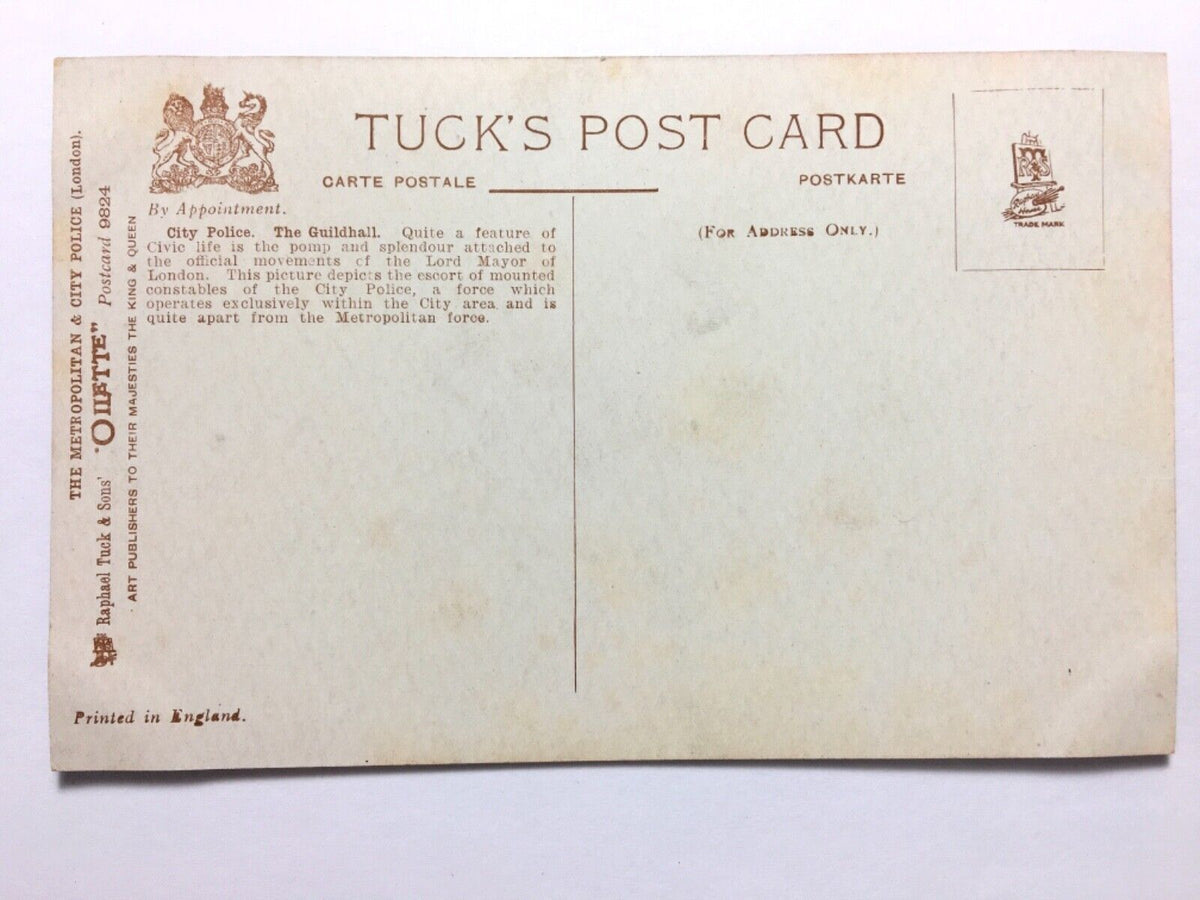 TUCK'S POST CARD
CARTE POSTALE
POSTKARTE
By Appointment.
(For Address Only.)
City Police. The Guildhall. Quite a feature of
Civic life is the pomp and splendour attached to
the official movements of the Lord Mayor of
London. This picture depicts the escort of mounted
constables of the City Police, a force which
operates exclusively within the City area and is
quite apart from the Metropolitan force.
TRADE MARK
THE METROPOLITAN & CITY POLICE (London).
Raphael Tuck & Sons' "OILETTE" Postcard 9824
ART PUBLISHERS TO THEIR MAJESTIES THE KING & QUEEN
Printed in England.